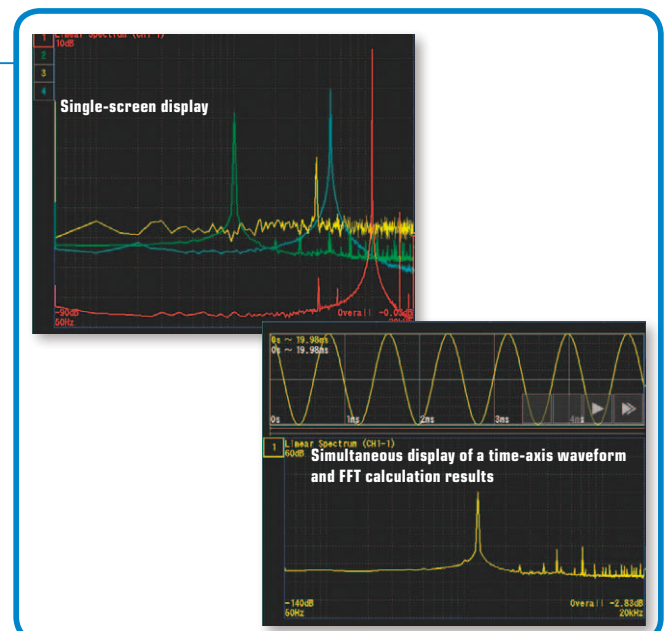 1
Linear Spectrum (CH1-1)
10dB
2
3
4
Single-screen display
-90dB
50Hz
Overall -0.03dB
20kHz
0s ~ 19.98ms
0s ~ 19.98ms
0s 1ms 2ms 3ms 4ms
1
Linear Spectrum (CH1-1)
60dB
Simultaneous display of a time-axis waveform
and FFT calculation results
-140dB
50Hz
Overall -2.83dB
20kHz